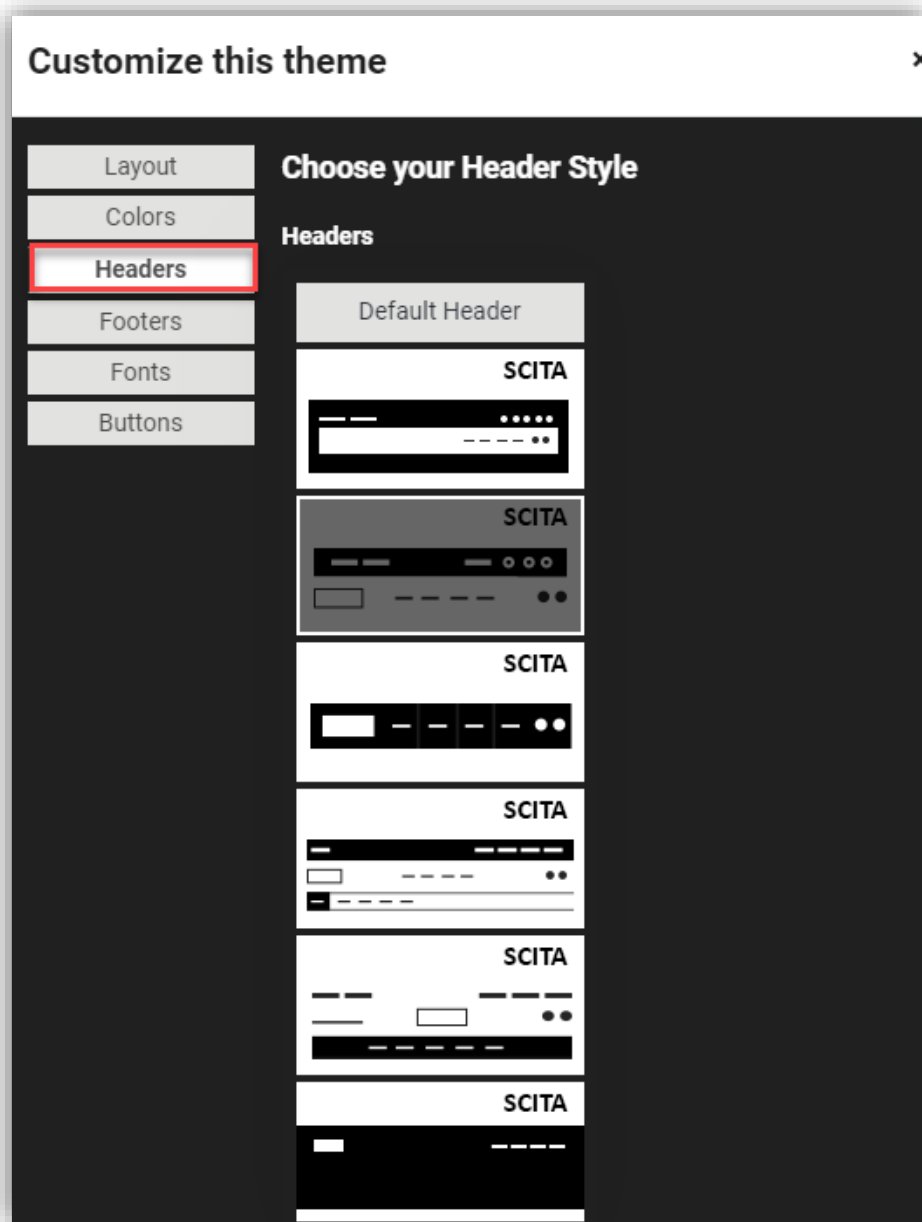 Customize this theme
Layout
Colors
Headers
Footers
Fonts
Buttons
Choose your Header Style
Headers
Default Header
SCITA
SCITA
SCITA
SCITA
SCITA
SCITA